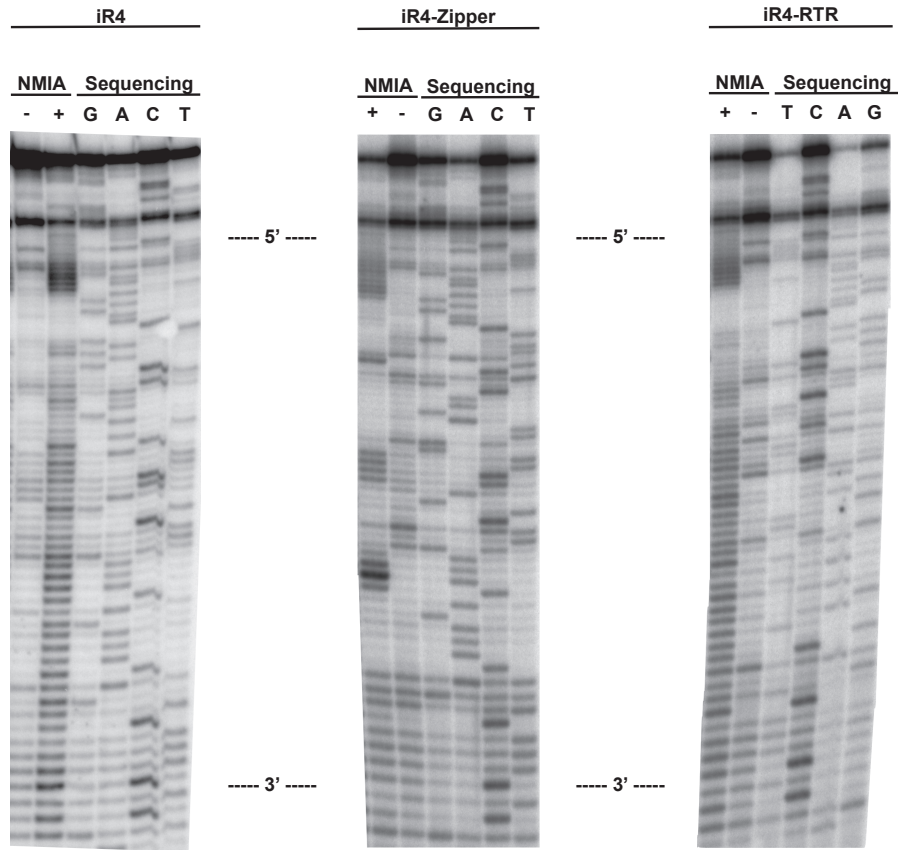 iR4 iR4-Zipper iR4-RTR
NMIA Sequencing NMIA Sequencing NMIA Sequencing
- + G A C T + - G A C T + - T C A G
----- 5’ ----- ----- 5’ -----
----- 3’ ----- ----- 3’ -----